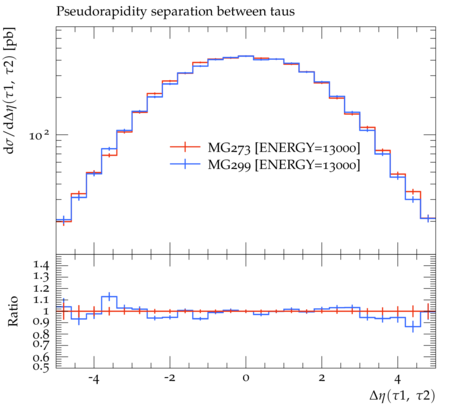 Pseudorapidity separation between taus
dσ/dΔη(τ1, τ2) [pb]
10²
MG273 [ENERGY=13000]
MG299 [ENERGY=13000]
Ratio
1.4
1.3
1.2
1.1
1
0.9
0.8
0.7
0.6
0.5
-4 -2 0 2 4
Δη(τ1, τ2)